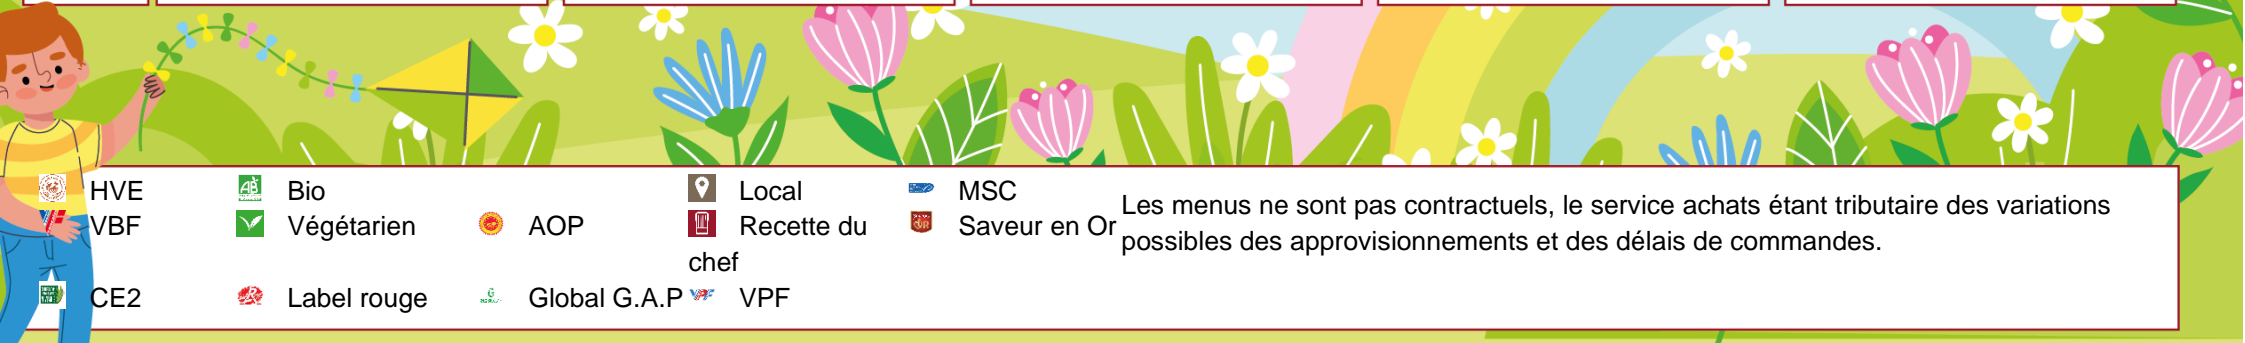 HVE Bio Local MSC
VBF Végétarien AOP Recette du chef Saveur en Or
CE2 Label rouge Global G.A.P VPF
Les menus ne sont pas contractuels, le service achats étant tributaire des variations
possibles des approvisionnements et des délais de commandes.